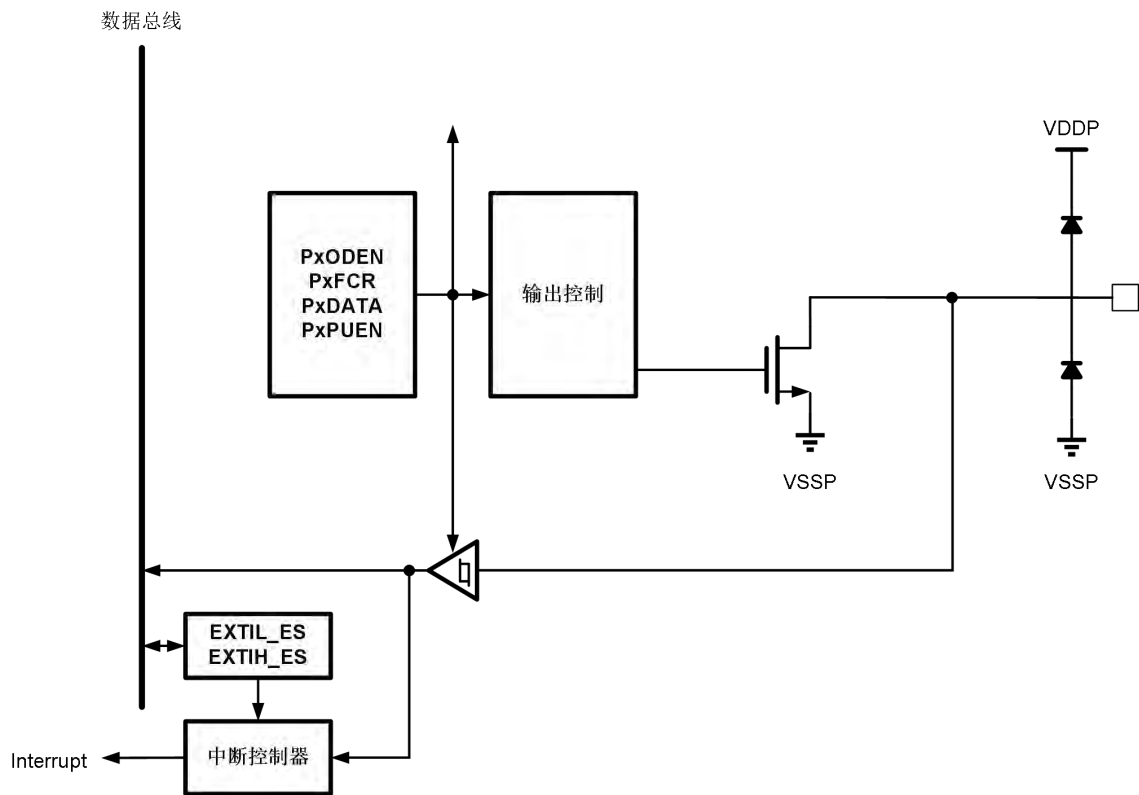 数据总线
VDDP
PxODEN
PxFCR
PxDATA
PxPUEN
输出控制
VSSP
VSSP
EXTIL_ES
EXTIH_ES
中断控制器
Interrupt